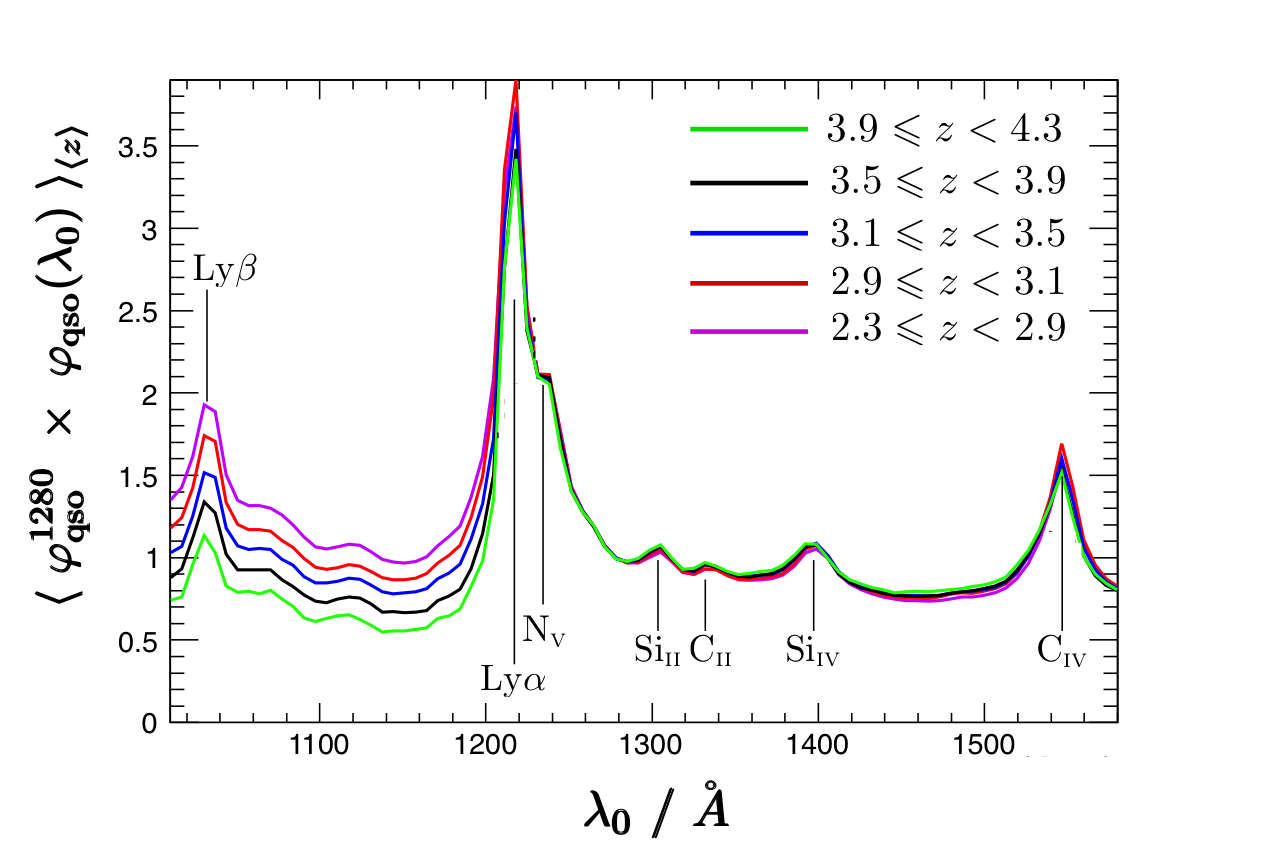 ⟨ φ_qso^1280 × φ_qso(λ₀) ⟩_⟨z⟩
3.9 ⩽ z < 4.3
3.5 ⩽ z < 3.9
3.1 ⩽ z < 3.5
2.9 ⩽ z < 3.1
2.3 ⩽ z < 2.9
3.5
3
2.5
2
1.5
1
0.5
0
Lyβ
Nv
Lyα
SiII
CII
SiIV
CIV
1100 1200 1300 1400 1500
λ₀ / Å